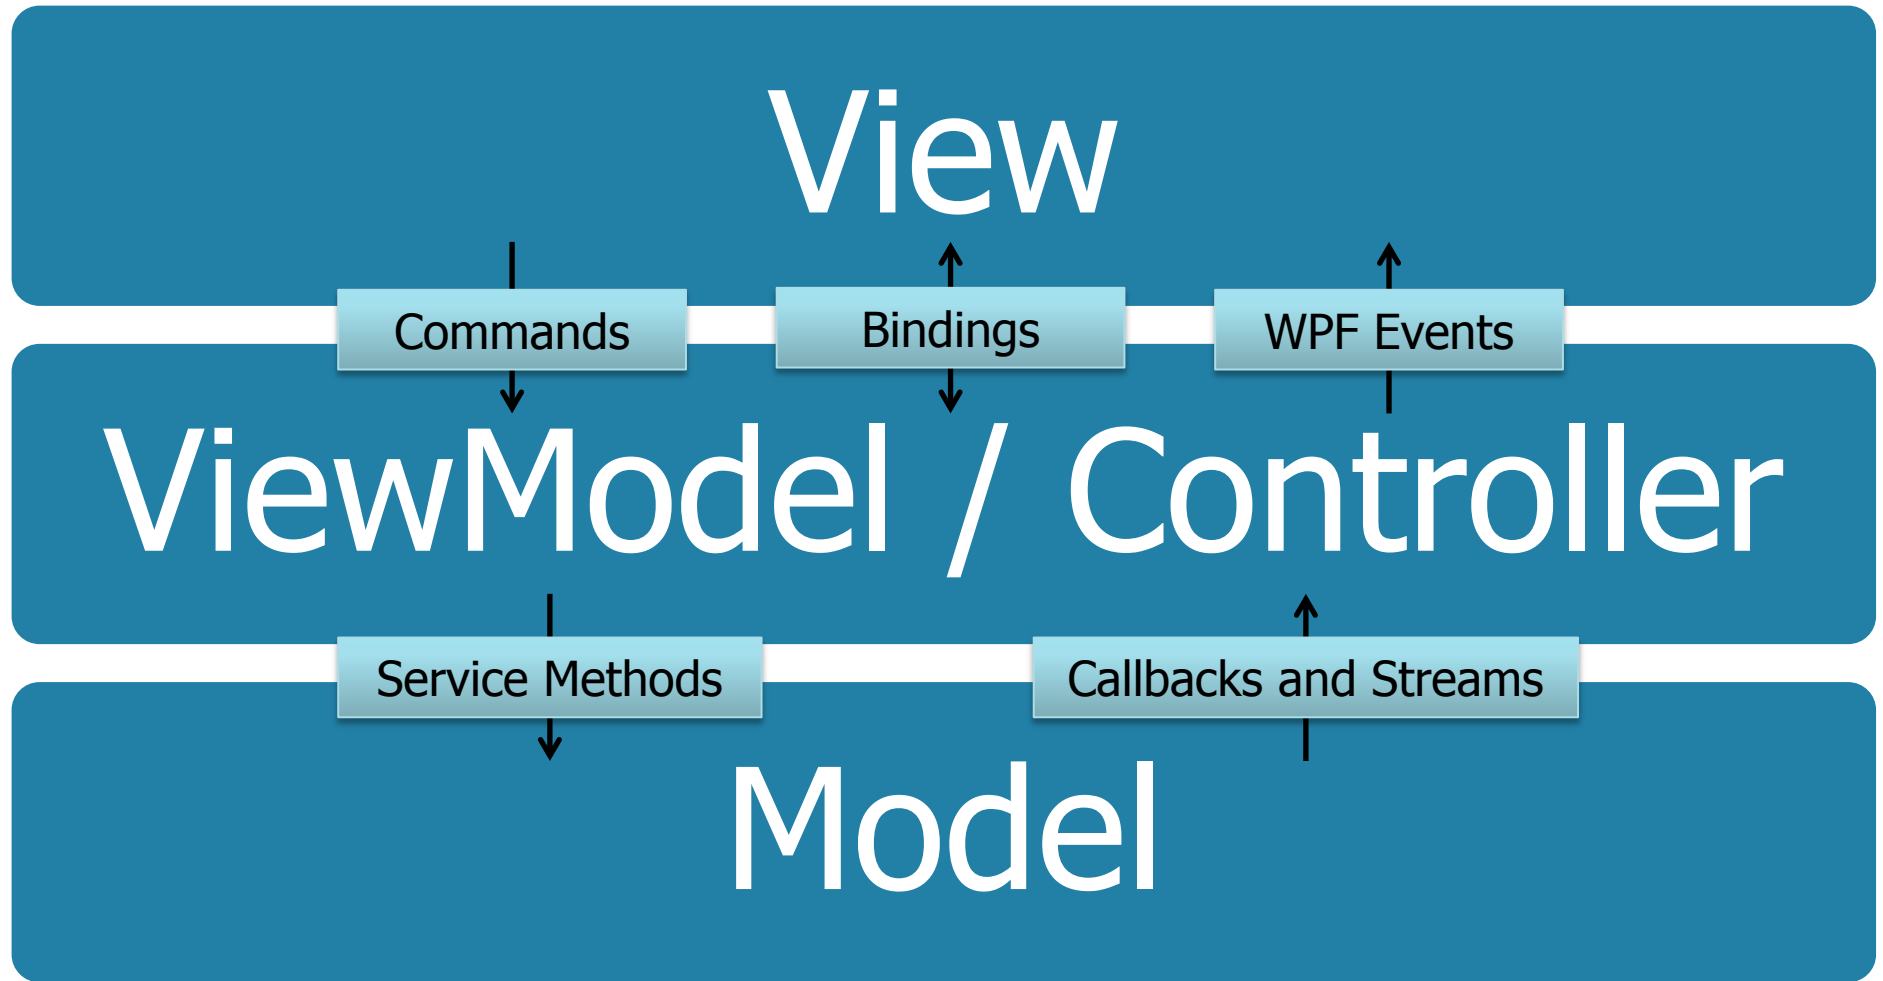 View
Commands
Bindings
WPF Events
ViewModel / Controller
Service Methods
Callbacks and Streams
Model